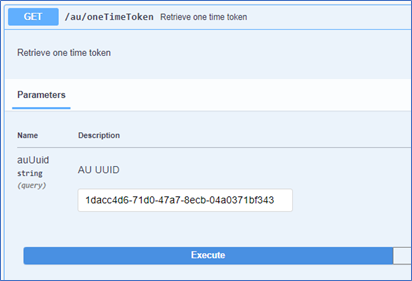 GET /au/oneTimeToken Retrieve one time token
Retrieve one time token
Parameters
Name Description
auUuid AU UUID
string
(query)
1dacc4d6-71d0-47a7-8ecb-04a0371bf343
Execute